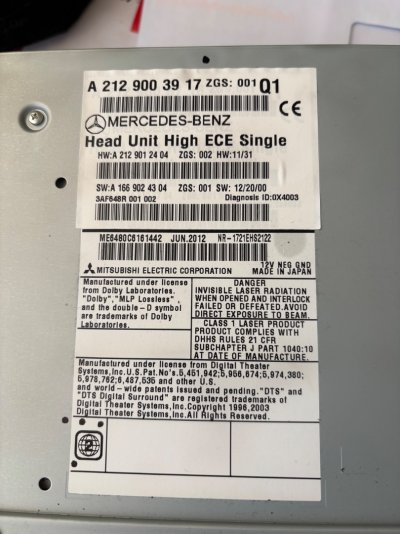 A 212 900 39 17 ZGS: 001 Q1
MERCEDES-BENZ
Head Unit High ECE Single
HW:A 212 901 24 04 ZGS: 002 HW:11/31
SW:A 166 902 43 04 ZGS: 001 SW: 12/20/00
3AF648R 001 002 Diagnosis ID:0X4003
ME6480C6161442 JUN.2012 NR-1721EHS2122
MITSUBISHI ELECTRIC CORPORATION
12V NEG GND
MADE IN JAPAN
Manufactured under license
from Dolby Laboratories.
"Dolby", "MLP Lossless",
and the double-D symbol
are trademarks of Dolby
Laboratories.
DANGER
INVISIBLE LASER RADIATION
WHEN OPENED AND INTERLOCK
FAILED OR DEFEATED.AVOID
DIRECT EXPOSURE TO BEAM.
CLASS 1 LASER PRODUCT
PRODUCT COMPLIES WITH
DHHS RULES 21 CFR
SUBCHAPTER J PART 1040:10
AT DATE OF MANUFACTURE.
Manufactured under license from Digital Theater
Systems,Inc.U.S.Pat.No's.5,451,942;5,956,674;5,974,380;
5,978,762;6,487,535 and other U.S.
and world-wide patents issued and pending."DTS" and
"DTS Digital Surround" are registered trademarks of
Digital Theater Systems,Inc.Copyright 1996,2003
Digital Theater Systems,Inc.All Rights Reserved.
2